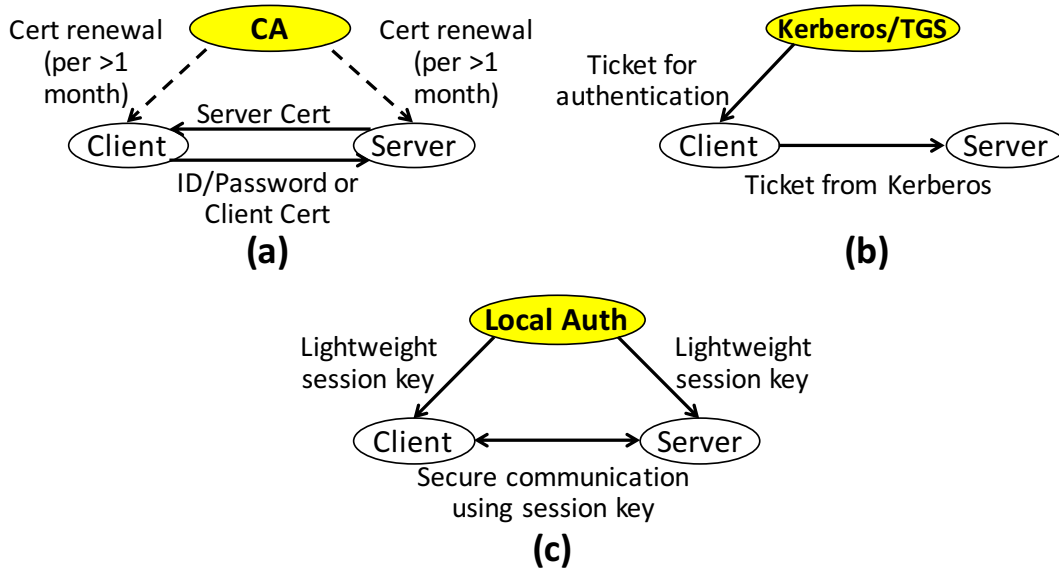 CA
Cert renewal
(per >1
month)
Cert renewal
(per >1
month)
Server Cert
Client
Server
ID/Password or
Client Cert
(a)
Kerberos/TGS
Ticket for
authentication
Client
Server
Ticket from Kerberos
(b)
Local Auth
Lightweight
session key
Lightweight
session key
Client
Server
Secure communication
using session key
(c)